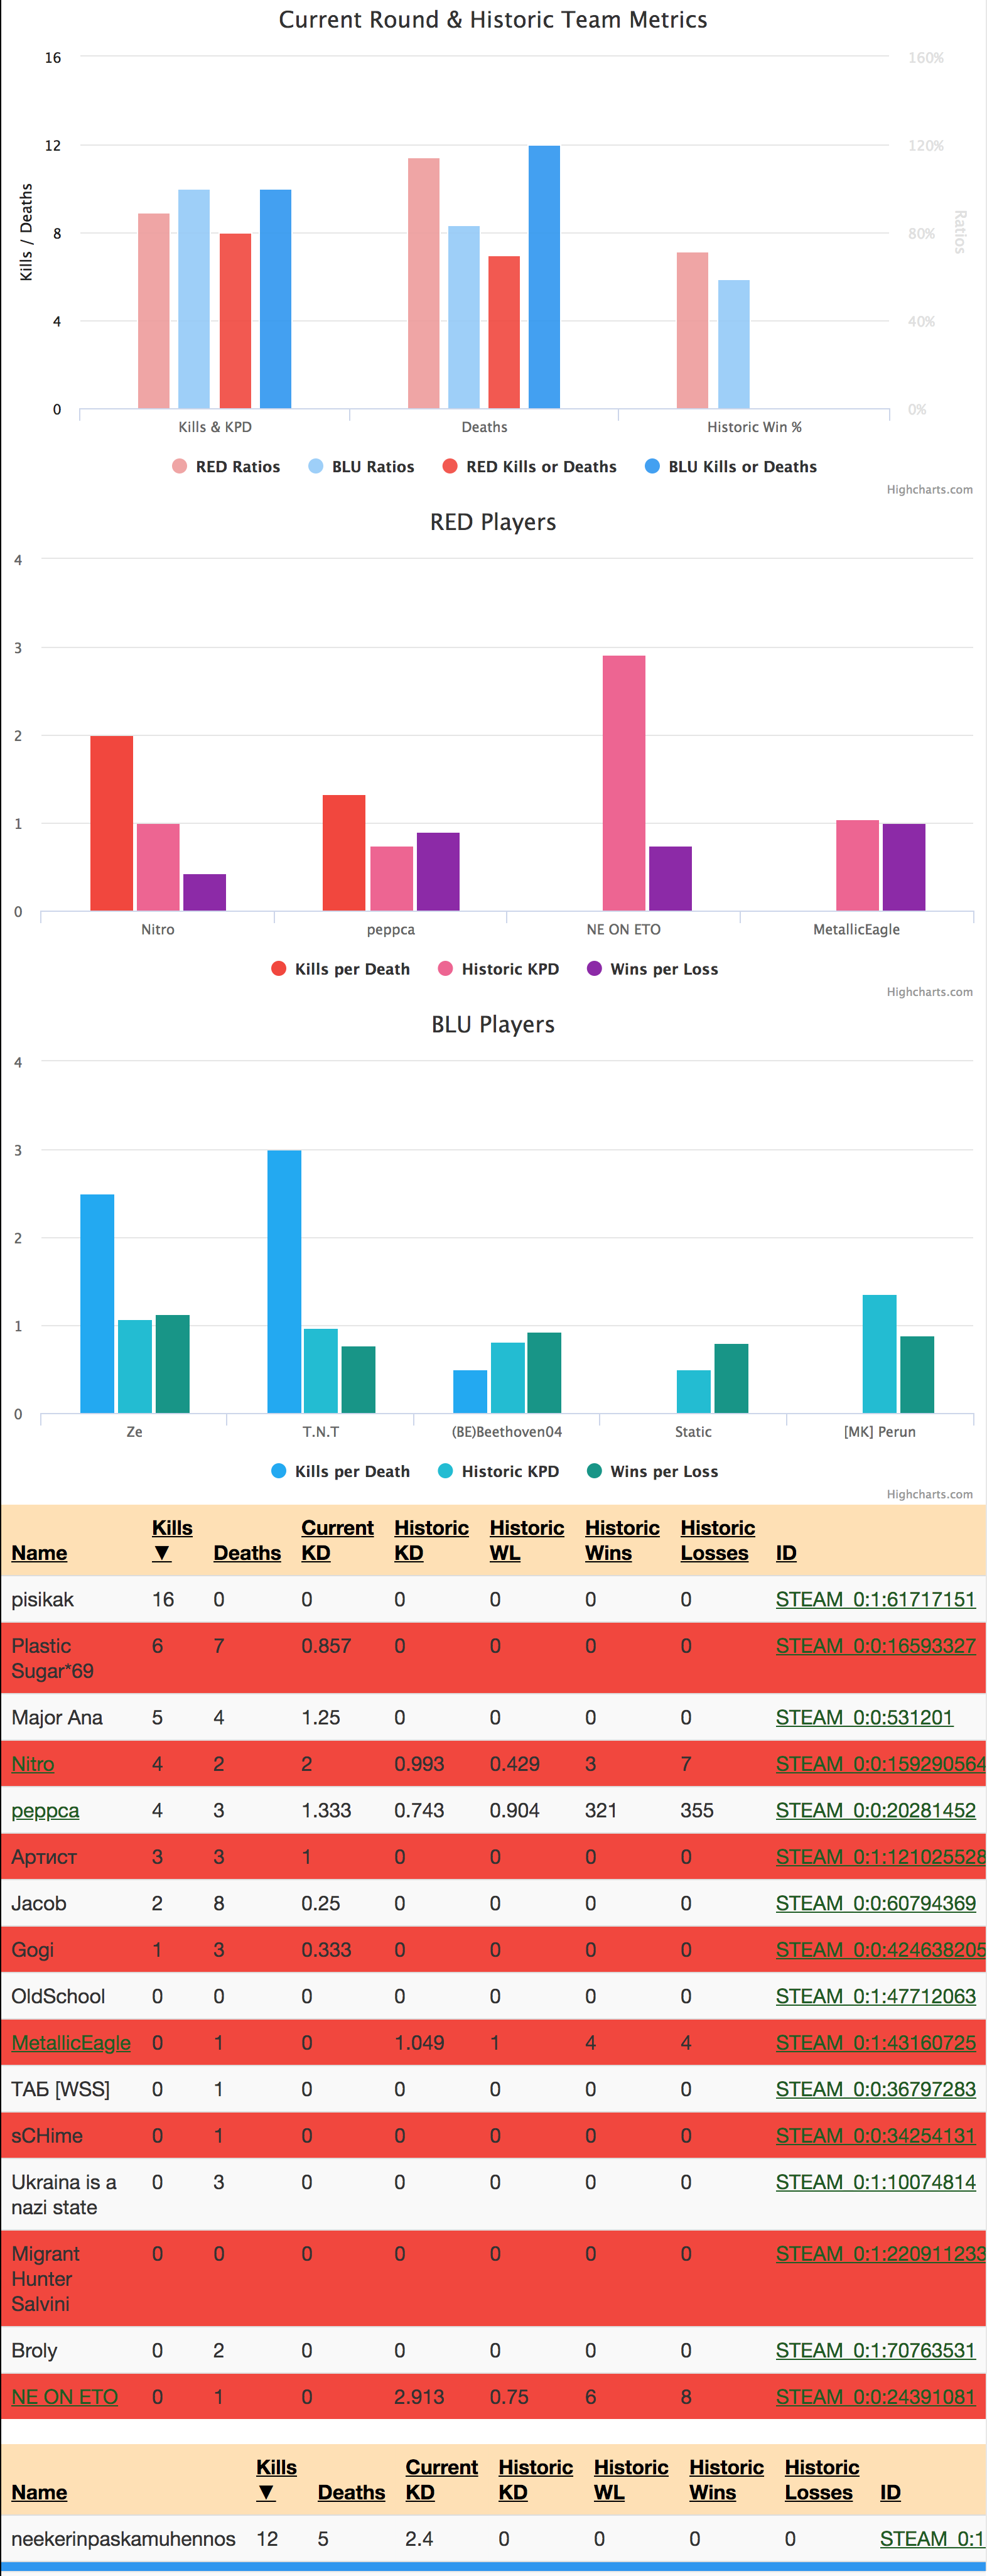 Current Round & Historic Team Metrics
16
160%
12
120%
8
80%
4
40%
0
0%
Kills / Deaths
Ratios
Kills & KPD
Deaths
Historic Win %
RED Ratios
BLU Ratios
RED Kills or Deaths
BLU Kills or Deaths
Highcharts.com
RED Players
4
3
2
1
0
Nitro
peppca
NE ON ETO
MetallicEagle
Kills per Death
Historic KPD
Wins per Loss
Highcharts.com
BLU Players
4
3
2
1
0
Ze
T.N.T
(BE)Beethoven04
Static
[MK] Perun
Kills per Death
Historic KPD
Wins per Loss
Highcharts.com
Name Kills ▼ Deaths Current KD Historic KD Historic WL Historic Wins Historic Losses ID
pisikak 16 0 0 0 0 0 0 STEAM_0:1:61717151
Plastic Sugar*69 6 7 0.857 0 0 0 0 STEAM_0:0:16593327
Major Ana 5 4 1.25 0 0 0 0 STEAM_0:0:531201
Nitro 4 2 2 0.993 0.429 3 7 STEAM_0:0:159290564
peppca 4 3 1.333 0.743 0.904 321 355 STEAM_0:0:20281452
Артист 3 3 1 0 0 0 0 STEAM_0:1:121025528
Jacob 2 8 0.25 0 0 0 0 STEAM_0:0:60794369
Gogi 1 3 0.333 0 0 0 0 STEAM_0:0:424638205
OldSchool 0 0 0 0 0 0 0 STEAM_0:1:47712063
MetallicEagle 0 1 0 1.049 1 4 4 STEAM_0:1:43160725
ТАБ [WSS] 0 1 0 0 0 0 0 STEAM_0:0:36797283
sCHime 0 1 0 0 0 0 0 STEAM_0:0:34254131
Ukraina is a nazi state 0 3 0 0 0 0 0 STEAM_0:1:10074814
Migrant Hunter Salvini 0 0 0 0 0 0 0 STEAM_0:1:220911233
Broly 0 2 0 0 0 0 0 STEAM_0:1:70763531
NE ON ETO 0 1 0 2.913 0.75 6 8 STEAM_0:0:24391081
Name Kills ▼ Deaths Current KD Historic KD Historic WL Historic Wins Historic Losses ID
neekerinpaskamuhennos 12 5 2.4 0 0 0 0 STEAM_0:1